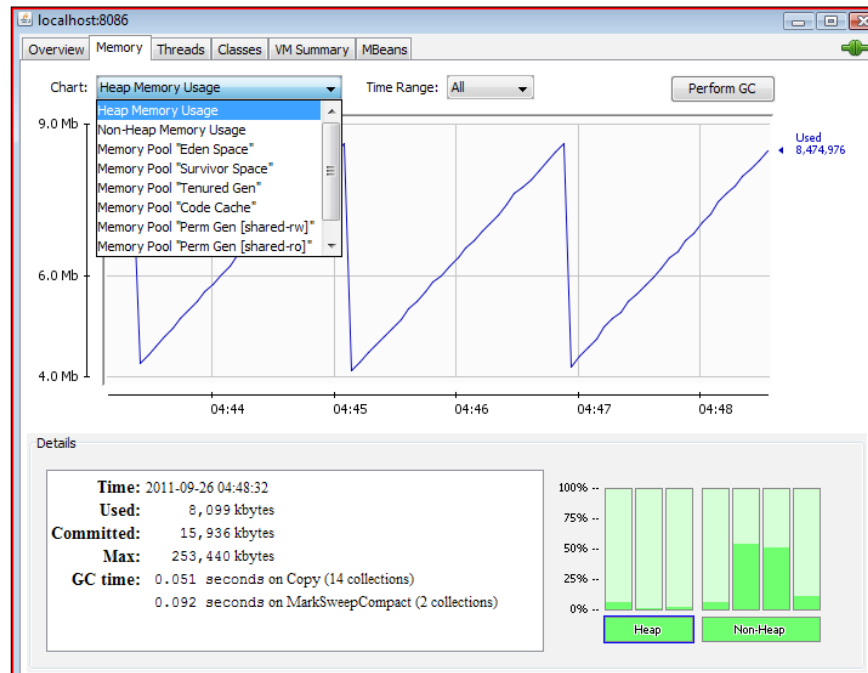 localhost:8086
Overview Memory Threads Classes VM Summary MBeans
Chart: Heap Memory Usage Time Range: All Perform GC
Heap Memory Usage
Non-Heap Memory Usage
Memory Pool "Eden Space"
Memory Pool "Survivor Space"
Memory Pool "Tenured Gen"
Memory Pool "Code Cache"
Memory Pool "Perm Gen [shared-rw]"
Memory Pool "Perm Gen [shared-ro]"
9.0 Mb
6.0 Mb
4.0 Mb
Used
8,474,976
04:44 04:45 04:46 04:47 04:48
Details
Time: 2011-09-26 04:48:32
Used: 8,099 kbytes
Committed: 15,936 kbytes
Max: 253,440 kbytes
GC time: 0.051 seconds on Copy (14 collections)
0.092 seconds on MarkSweepCompact (2 collections)
100% --
75% --
50% --
25% --
0% --
Heap Non-Heap